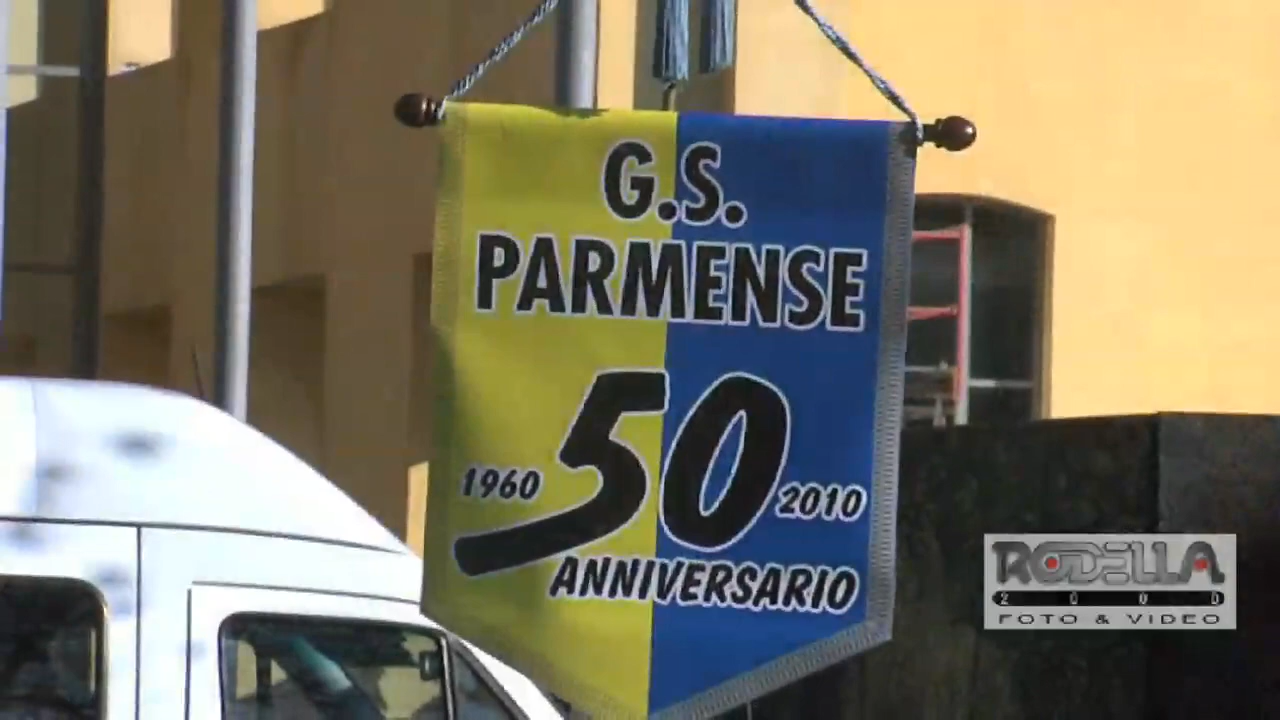 G.S.
PARMENSE
1960 50 2010
ANNIVERSARIO
RODELLA
2000
FOTO & VIDEO